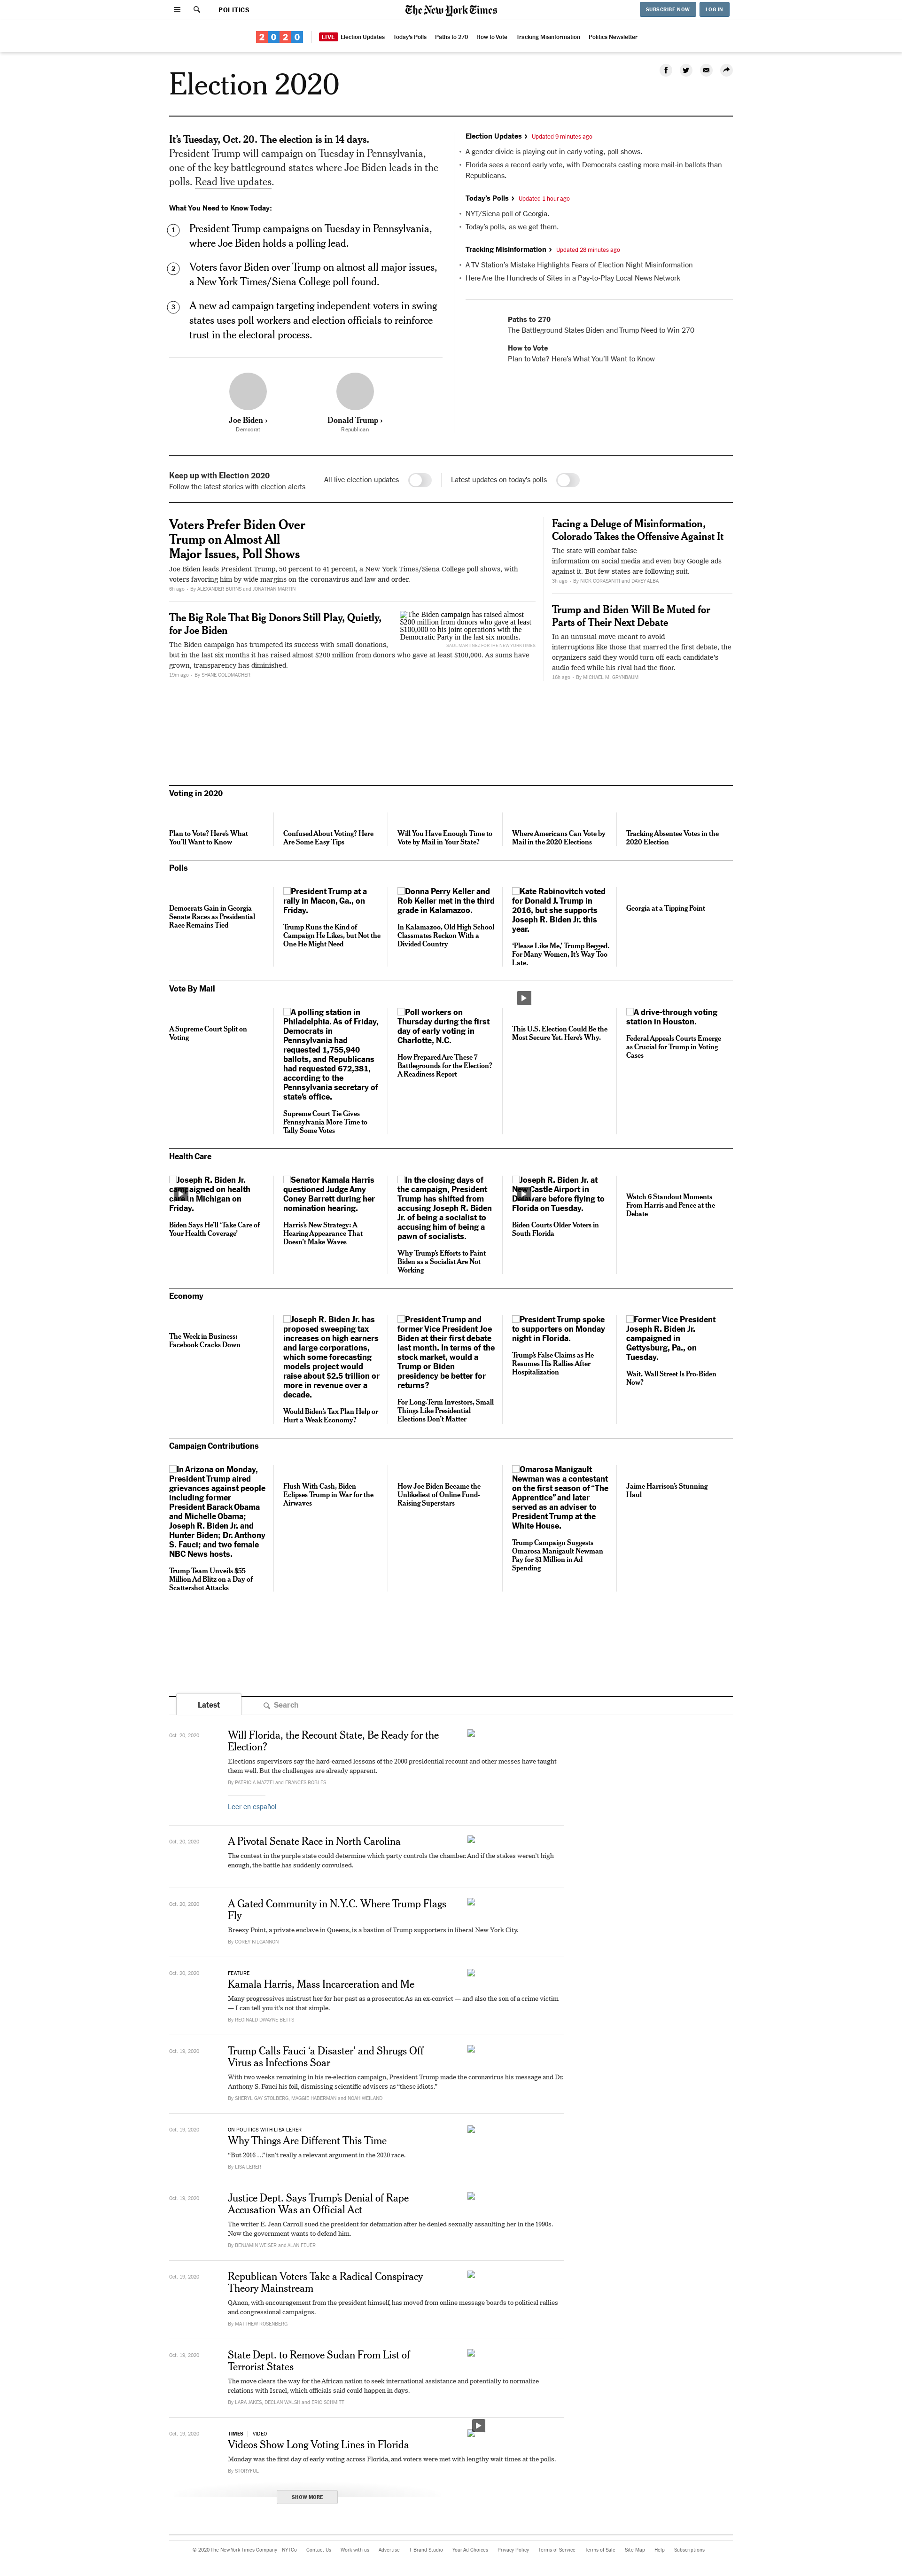 POLITICS
The New York Times
SUBSCRIBE NOW
LOG IN
2020
LIVE Election Updates
Today's Polls
Paths to 270
How to Vote
Tracking Misinformation
Politics Newsletter
Election 2020
It's Tuesday, Oct. 20. The election is in 14 days.
President Trump will campaign on Tuesday in Pennsylvania,
one of the key battleground states where Joe Biden leads in the
polls. Read live updates.
What You Need to Know Today:
1 President Trump campaigns on Tuesday in Pennsylvania,
where Joe Biden holds a polling lead.
2 Voters favor Biden over Trump on almost all major issues,
a New York Times/Siena College poll found.
3 A new ad campaign targeting independent voters in swing
states uses poll workers and election officials to reinforce
trust in the electoral process.
Joe Biden ›
Democrat
Donald Trump ›
Republican
Election Updates › Updated 9 minutes ago
• A gender divide is playing out in early voting, poll shows.
• Florida sees a record early vote, with Democrats casting more mail-in ballots than
Republicans.
Today's Polls › Updated 1 hour ago
• NYT/Siena poll of Georgia.
• Today's polls, as we get them.
Tracking Misinformation › Updated 28 minutes ago
• A TV Station's Mistake Highlights Fears of Election Night Misinformation
• Here Are the Hundreds of Sites in a Pay-to-Play Local News Network
Paths to 270
The Battleground States Biden and Trump Need to Win 270
How to Vote
Plan to Vote? Here's What You'll Want to Know
Keep up with Election 2020
Follow the latest stories with election alerts
All live election updates
Latest updates on today's polls
Voters Prefer Biden Over
Trump on Almost All
Major Issues, Poll Shows
Joe Biden leads President Trump, 50 percent to 41 percent, a New York Times/Siena College poll shows, with
voters favoring him by wide margins on the coronavirus and law and order.
6h ago – By ALEXANDER BURNS and JONATHAN MARTIN
The Big Role That Big Donors Still Play, Quietly,
for Joe Biden
The Biden campaign has trumpeted its success with small donations,
but in the last six months it has raised almost $200 million from donors who gave at least $100,000. As sums have
grown, transparency has diminished.
19m ago – By SHANE GOLDMACHER
The Biden campaign has raised almost
$200 million from donors who gave at least
$100,000 to his joint operations with the
Democratic Party in the last six months.
SAUL MARTINEZ FOR THE NEW YORK TIMES
Facing a Deluge of Misinformation,
Colorado Takes the Offensive Against It
The state will combat false
information on social media and even buy Google ads
against it. But few states are following suit.
3h ago – By NICK CORASANITI and DAVEY ALBA
Trump and Biden Will Be Muted for
Parts of Their Next Debate
In an unusual move meant to avoid
interruptions like those that marred the first debate, the
organizers said they would turn off each candidate's
audio feed while his rival had the floor.
16h ago – By MICHAEL M. GRYNBAUM
Voting in 2020
Plan to Vote? Here's What
You'll Want to Know
Confused About Voting? Here
Are Some Easy Tips
Will You Have Enough Time to
Vote by Mail in Your State?
Where Americans Can Vote by
Mail in the 2020 Elections
Tracking Absentee Votes in the
2020 Election
Polls
Democrats Gain in Georgia
Senate Races as Presidential
Race Remains Tied
President Trump at a
rally in Macon, Ga., on
Friday.
Trump Runs the Kind of
Campaign He Likes, but Not the
One He Might Need
Donna Perry Keller and
Rob Keller met in the third
grade in Kalamazoo.
In Kalamazoo, Old High School
Classmates Reckon With a
Divided Country
Kate Rabinovitch voted
for Donald J. Trump in
2016, but she supports
Joseph R. Biden Jr. this
year.
'Please Like Me,' Trump Begged.
For Many Women, It's Way Too
Late.
Georgia at a Tipping Point
Vote By Mail
A Supreme Court Split on
Voting
A polling station in
Philadelphia. As of Friday,
Democrats in
Pennsylvania had
requested 1,755,940
ballots, and Republicans
had requested 672,381,
according to the
Pennsylvania secretary of
state's office.
Supreme Court Tie Gives
Pennsylvania More Time to
Tally Some Votes
Poll workers on
Thursday during the first
day of early voting in
Charlotte, N.C.
How Prepared Are These 7
Battlegrounds for the Election?
A Readiness Report
This U.S. Election Could Be the
Most Secure Yet. Here's Why.
A drive-through voting
station in Houston.
Federal Appeals Courts Emerge
as Crucial for Trump in Voting
Cases
Health Care
Joseph R. Biden Jr.
campaigned on health
care in Michigan on
Friday.
Biden Says He'll 'Take Care of
Your Health Coverage'
Senator Kamala Harris
questioned Judge Amy
Coney Barrett during her
nomination hearing.
Harris's New Strategy: A
Hearing Appearance That
Doesn't Make Waves
In the closing days of
the campaign, President
Trump has shifted from
accusing Joseph R. Biden
Jr. of being a socialist to
accusing him of being a
pawn of socialists.
Why Trump's Efforts to Paint
Biden as a Socialist Are Not
Working
Joseph R. Biden Jr. at
New Castle Airport in
Delaware before flying to
Florida on Tuesday.
Biden Courts Older Voters in
South Florida
Watch 6 Standout Moments
From Harris and Pence at the
Debate
Economy
The Week in Business:
Facebook Cracks Down
Joseph R. Biden Jr. has
proposed sweeping tax
increases on high earners
and large corporations,
which some forecasting
models project would
raise about $2.5 trillion or
more in revenue over a
decade.
Would Biden's Tax Plan Help or
Hurt a Weak Economy?
President Trump and
former Vice President Joe
Biden at their first debate
last month. In terms of the
stock market, would a
Trump or Biden
presidency be better for
returns?
For Long-Term Investors, Small
Things Like Presidential
Elections Don't Matter
President Trump spoke
to supporters on Monday
night in Florida.
Trump's False Claims as He
Resumes His Rallies After
Hospitalization
Former Vice President
Joseph R. Biden Jr.
campaigned in
Gettysburg, Pa., on
Tuesday.
Wait, Wall Street Is Pro-Biden
Now?
Campaign Contributions
In Arizona on Monday,
President Trump aired
grievances against people
including former
President Barack Obama
and Michelle Obama;
Joseph R. Biden Jr. and
Hunter Biden; Dr. Anthony
S. Fauci; and two female
NBC News hosts.
Trump Team Unveils $55
Million Ad Blitz on a Day of
Scattershot Attacks
Flush With Cash, Biden
Eclipses Trump in War for the
Airwaves
How Joe Biden Became the
Unlikeliest of Online Fund-
Raising Superstars
Omarosa Manigault
Newman was a contestant
on the first season of "The
Apprentice" and later
served as an adviser to
President Trump at the
White House.
Trump Campaign Suggests
Omarosa Manigault Newman
Pay for $1 Million in Ad
Spending
Jaime Harrison's Stunning
Haul
Latest
Search
Oct. 20, 2020
Will Florida, the Recount State, Be Ready for the
Election?
Elections supervisors say the hard-earned lessons of the 2000 presidential recount and other messes have taught
them well. But the challenges are already apparent.
By PATRICIA MAZZEI and FRANCES ROBLES
Leer en español
Oct. 20, 2020
A Pivotal Senate Race in North Carolina
The contest in the purple state could determine which party controls the chamber. And if the stakes weren't high
enough, the battle has suddenly convulsed.
Oct. 20, 2020
A Gated Community in N.Y.C. Where Trump Flags
Fly
Breezy Point, a private enclave in Queens, is a bastion of Trump supporters in liberal New York City.
By COREY KILGANNON
Oct. 20, 2020
FEATURE
Kamala Harris, Mass Incarceration and Me
Many progressives mistrust her for her past as a prosecutor. As an ex-convict — and also the son of a crime victim
— I can tell you it's not that simple.
By REGINALD DWAYNE BETTS
Oct. 19, 2020
Trump Calls Fauci 'a Disaster' and Shrugs Off
Virus as Infections Soar
With two weeks remaining in his re-election campaign, President Trump made the coronavirus his message and Dr.
Anthony S. Fauci his foil, dismissing scientific advisers as "these idiots."
By SHERYL GAY STOLBERG, MAGGIE HABERMAN and NOAH WEILAND
Oct. 19, 2020
ON POLITICS WITH LISA LERER
Why Things Are Different This Time
"But 2016 …" isn't really a relevant argument in the 2020 race.
By LISA LERER
Oct. 19, 2020
Justice Dept. Says Trump's Denial of Rape
Accusation Was an Official Act
The writer E. Jean Carroll sued the president for defamation after he denied sexually assaulting her in the 1990s.
Now the government wants to defend him.
By BENJAMIN WEISER and ALAN FEUER
Oct. 19, 2020
Republican Voters Take a Radical Conspiracy
Theory Mainstream
QAnon, with encouragement from the president himself, has moved from online message boards to political rallies
and congressional campaigns.
By MATTHEW ROSENBERG
Oct. 19, 2020
State Dept. to Remove Sudan From List of
Terrorist States
The move clears the way for the African nation to seek international assistance and potentially to normalize
relations with Israel, which officials said could happen in days.
By LARA JAKES, DECLAN WALSH and ERIC SCHMITT
Oct. 19, 2020
TIMES | VIDEO
Videos Show Long Voting Lines in Florida
Monday was the first day of early voting across Florida, and voters were met with lengthy wait times at the polls.
By STORYFUL
SHOW MORE
© 2020 The New York Times Company
NYTCo
Contact Us
Work with us
Advertise
T Brand Studio
Your Ad Choices
Privacy Policy
Terms of Service
Terms of Sale
Site Map
Help
Subscriptions